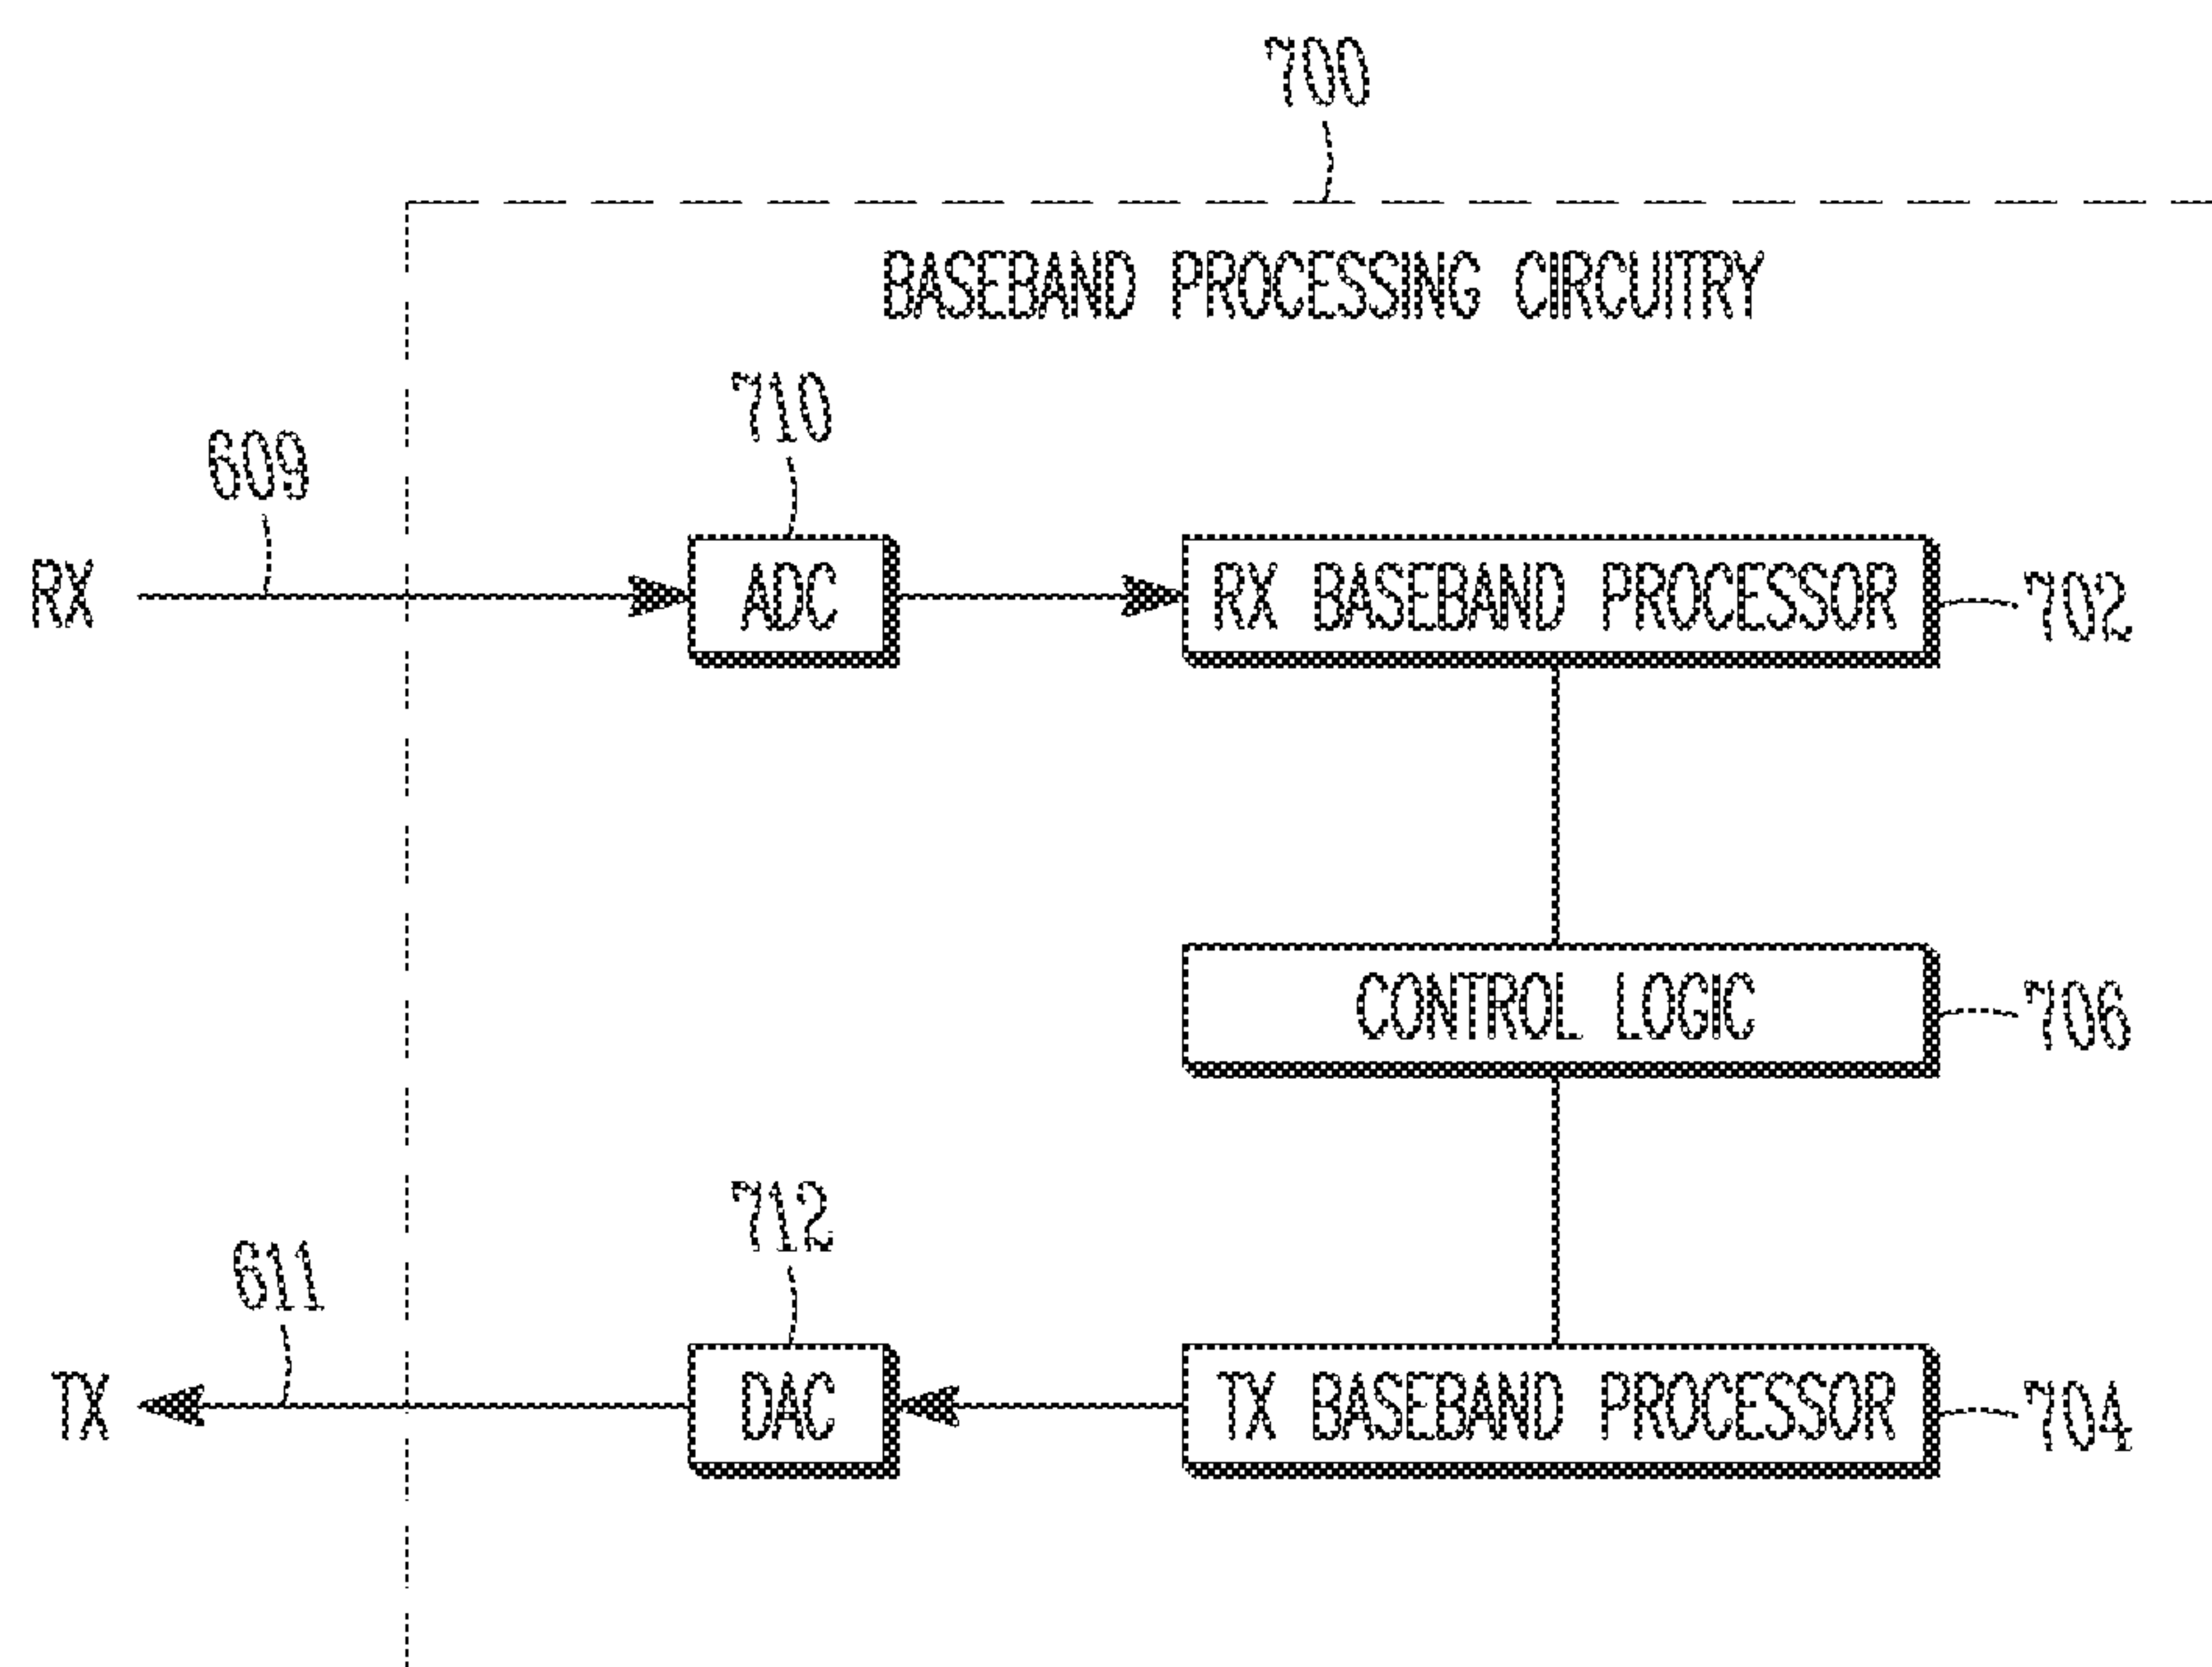 700
BASEBAND PROCESSING CIRCUITRY
710
609
RX
ADC
RX BASEBAND PROCESSOR
702
CONTROL LOGIC
706
712
611
TX
DAC
TX BASEBAND PROCESSOR
704